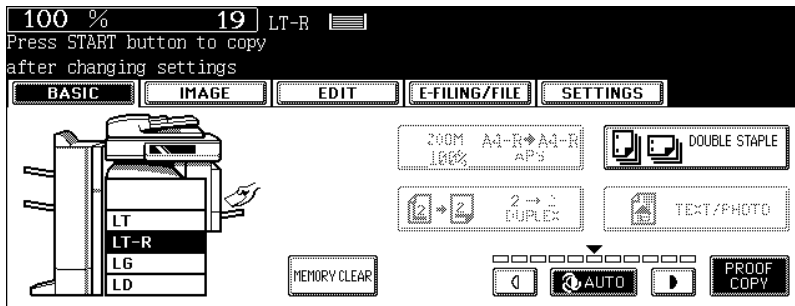 100 % 19 LT-R
Press START button to copy
after changing settings
BASIC IMAGE EDIT E-FILING/FILE SETTINGS
ZOOM A4-R→A4-R
100% APS
DOUBLE STAPLE
2 → 2
2 → 2
DUPLEX
TEXT/PHOTO
LT
LT-R
LG
LD
MEMORY CLEAR
AUTO
PROOF
COPY